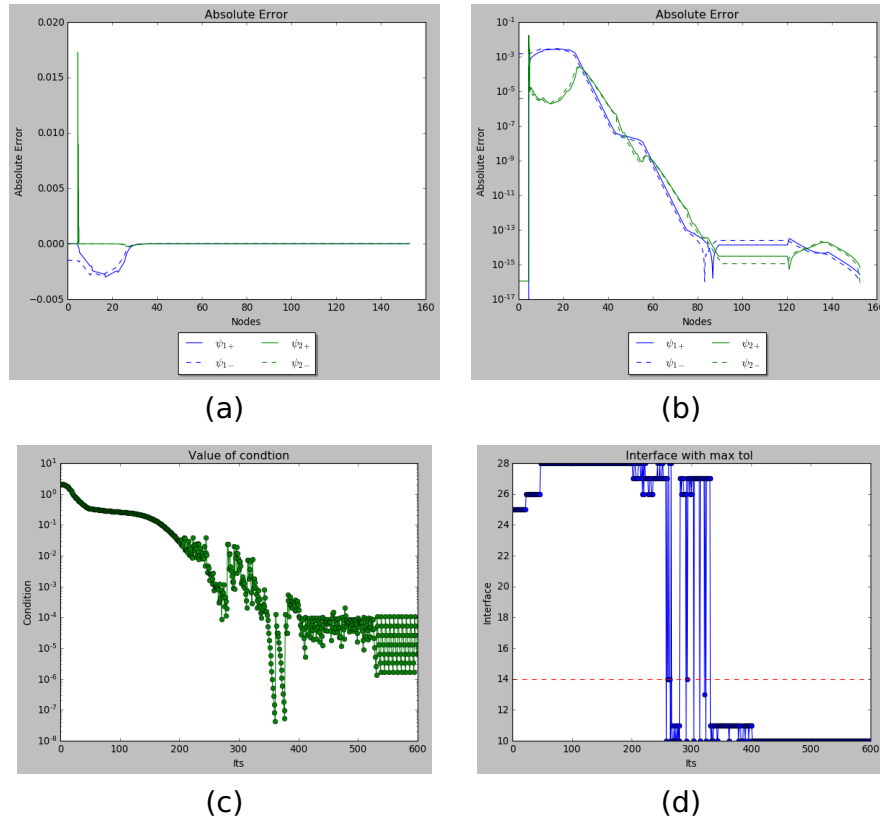 Absolute Error
0.020
0.015
0.010
0.005
0.000
−0.005
Absolute Error
0 20 40 60 80 100 120 140 160
Nodes
ψ1+ ψ2+
ψ1− ψ2−
(a)
Absolute Error
10^-1
10^-3
10^-5
10^-7
10^-9
10^-11
10^-13
10^-15
10^-17
Absolute Error
0 20 40 60 80 100 120 140 160
Nodes
ψ1+ ψ2+
ψ1− ψ2−
(b)
Value of condtion
10^1
10^0
10^-1
10^-2
10^-3
10^-4
10^-5
10^-6
10^-7
10^-8
Condition
0 100 200 300 400 500 600
Its
(c)
Interface with max tol
28
26
24
22
20
18
16
14
12
10
Interface
0 100 200 300 400 500 600
Its
(d)